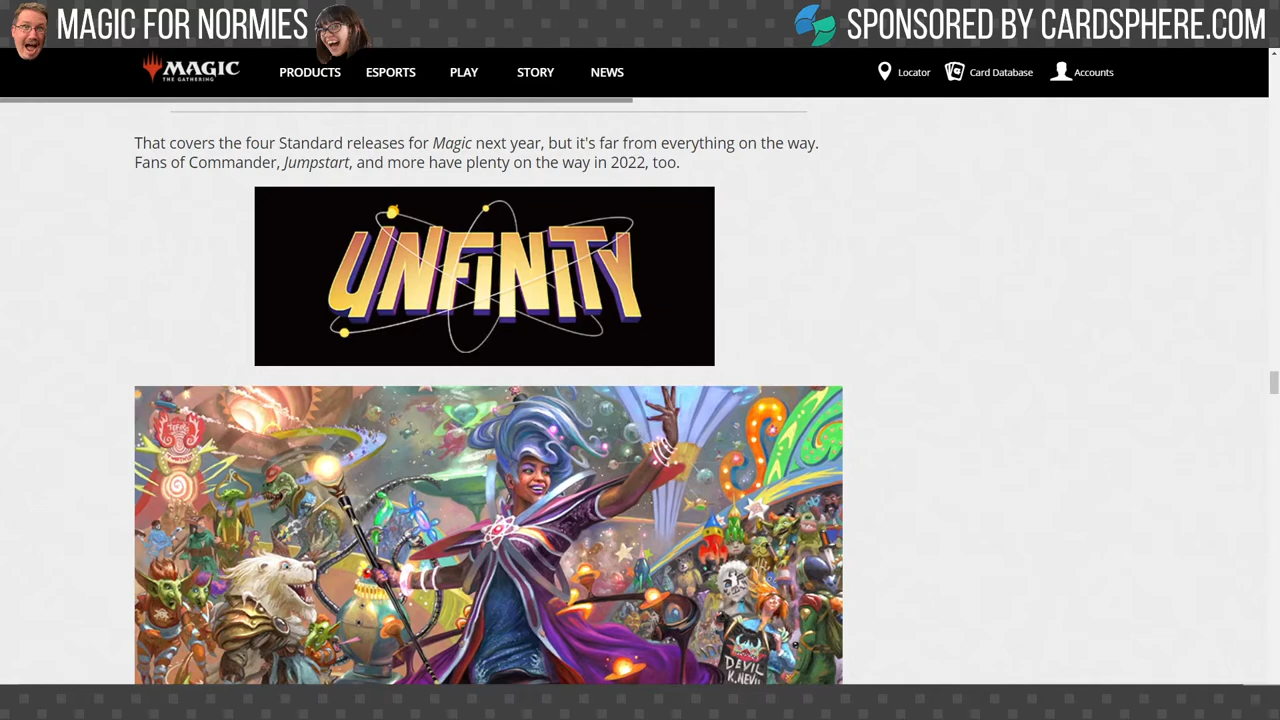 MAGIC FOR NORMIES
SPONSORED BY CARDSPHERE.COM
MAGIC
THE GATHERING
PRODUCTS ESPORTS PLAY STORY NEWS
Locator Card Database Accounts
That covers the four Standard releases for Magic next year, but it's far from everything on the way.
Fans of Commander, Jumpstart, and more have plenty on the way in 2022, too.
UNFINITY
DEVIL
K. NEVIL